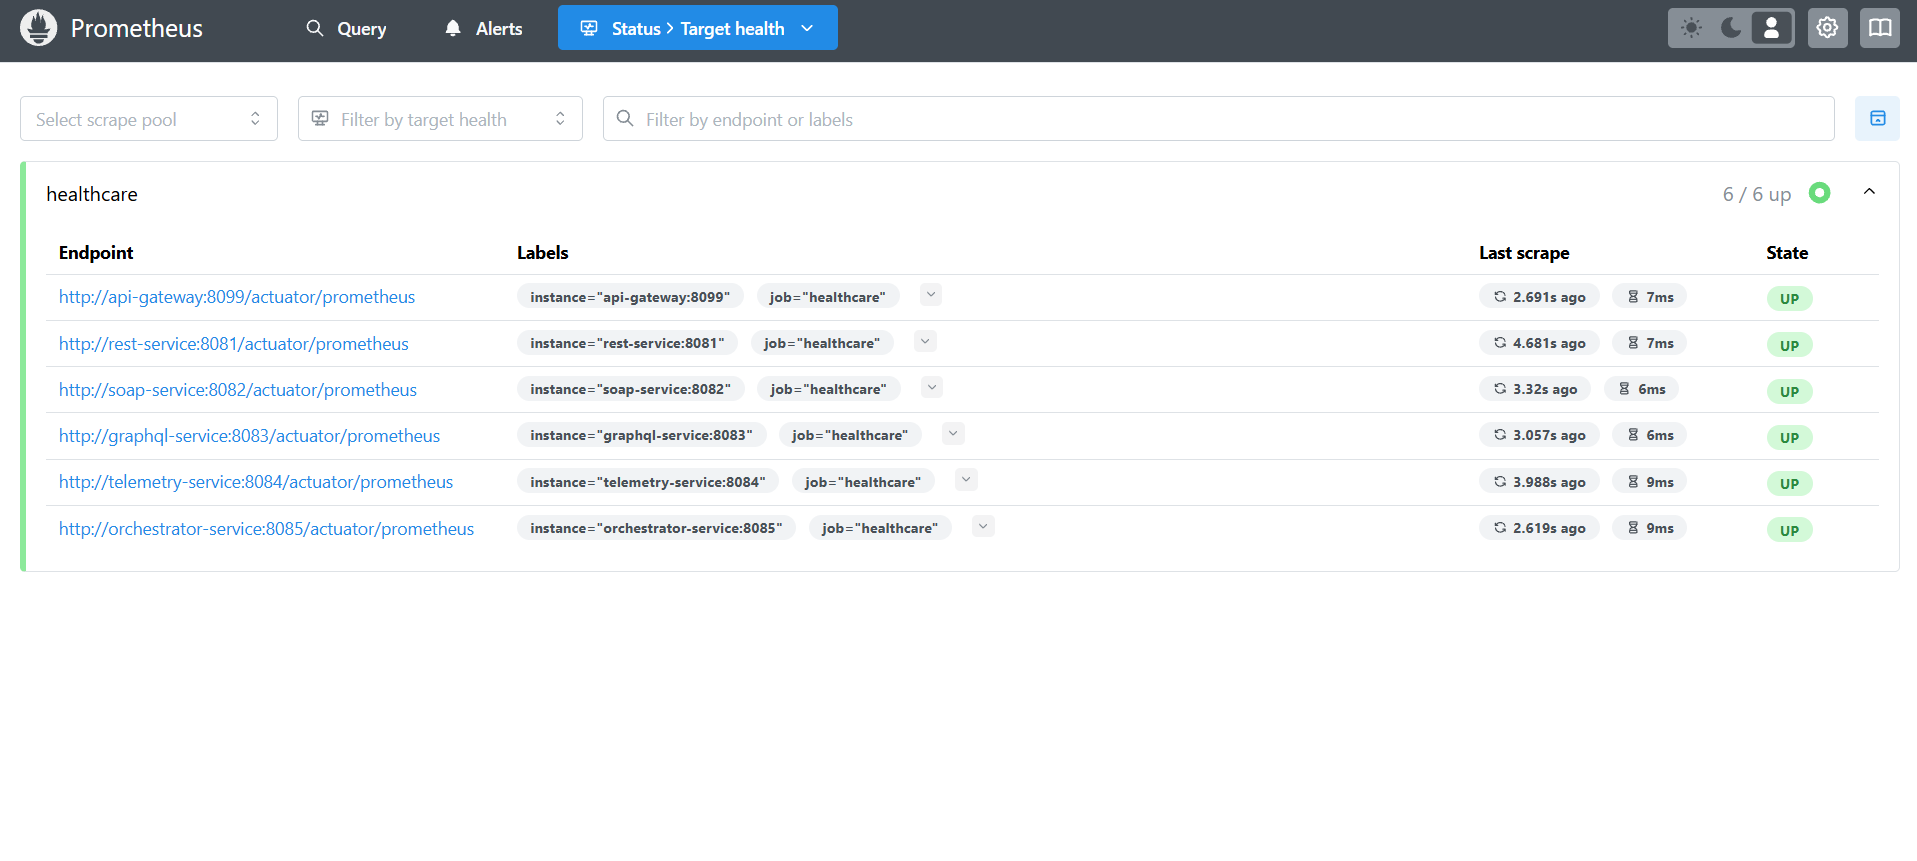 Prometheus Query Alerts Status > Target health
Select scrape pool Filter by target health Filter by endpoint or labels
healthcare 6 / 6 up
Endpoint Labels Last scrape State
http://api-gateway:8099/actuator/prometheus instance="api-gateway:8099" job="healthcare" 2.691s ago 7ms UP
http://rest-service:8081/actuator/prometheus instance="rest-service:8081" job="healthcare" 4.681s ago 7ms UP
http://soap-service:8082/actuator/prometheus instance="soap-service:8082" job="healthcare" 3.32s ago 6ms UP
http://graphql-service:8083/actuator/prometheus instance="graphql-service:8083" job="healthcare" 3.057s ago 6ms UP
http://telemetry-service:8084/actuator/prometheus instance="telemetry-service:8084" job="healthcare" 3.988s ago 9ms UP
http://orchestrator-service:8085/actuator/prometheus instance="orchestrator-service:8085" job="healthcare" 2.619s ago 9ms UP